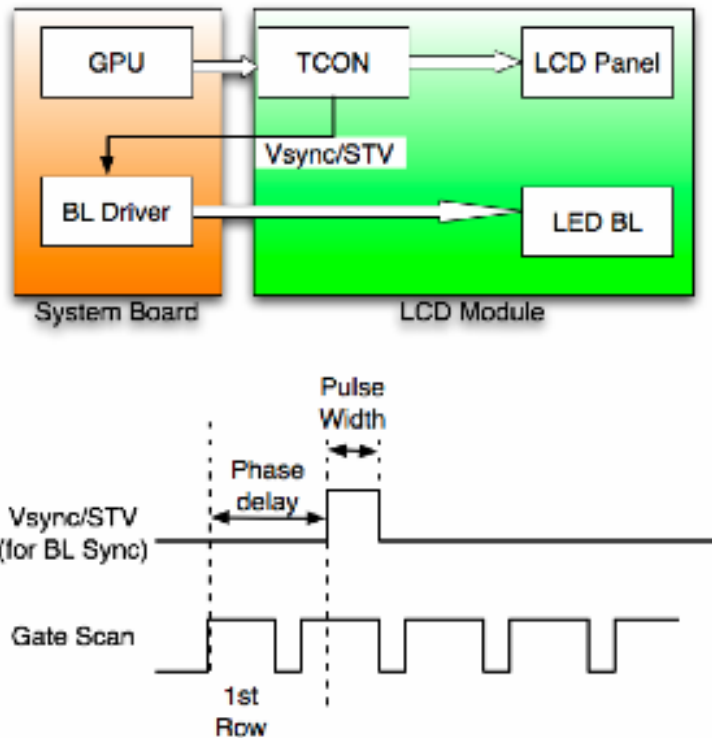 GPU
TCON
LCD Panel
Vsync/STV
BL Driver
LED BL
System Board
LCD Module
Pulse
Width
Phase
delay
Vsync/STV
(for BL Sync)
Gate Scan
1st
Row